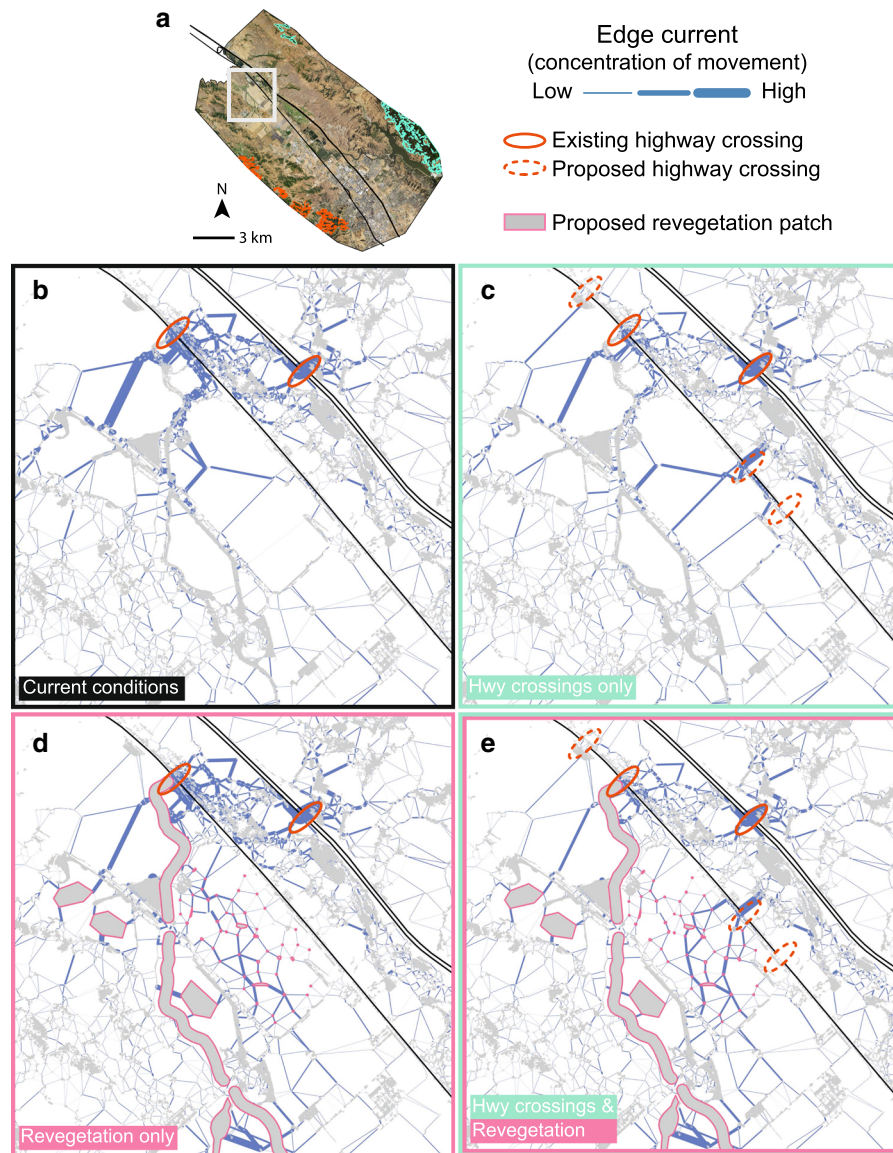 a
N
3 km
Edge current
(concentration of movement)
Low
High
Existing highway crossing
Proposed highway crossing
Proposed revegetation patch
b
Current conditions
c
Hwy crossings only
d
Revegetation only
e
Hwy crossings &
Revegetation